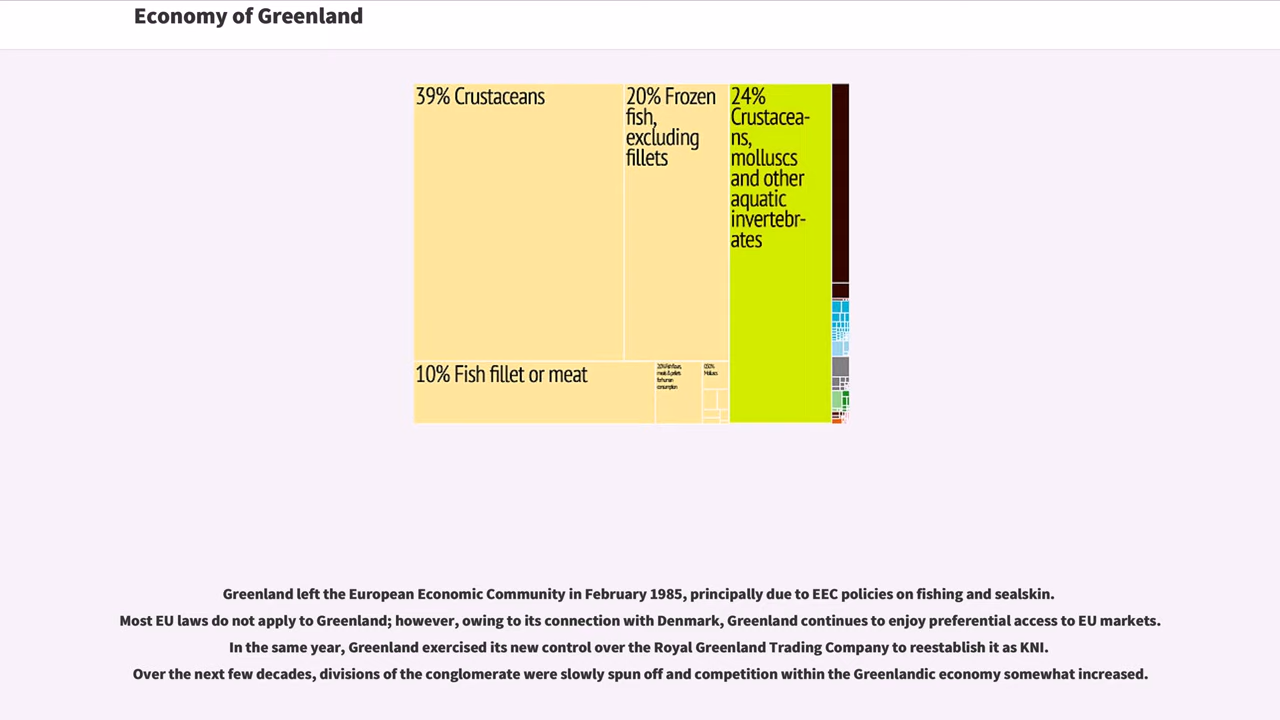 Economy of Greenland
39% Crustaceans
20% Frozen
fish,
excluding
fillets
24%
Crustacea-
ns,
molluscs
and other
aquatic
invertebr-
ates
10% Fish fillet or meat
Greenland left the European Economic Community in February 1985, principally due to EEC policies on fishing and sealskin.
Most EU laws do not apply to Greenland; however, owing to its connection with Denmark, Greenland continues to enjoy preferential access to EU markets.
In the same year, Greenland exercised its new control over the Royal Greenland Trading Company to reestablish it as KNI.
Over the next few decades, divisions of the conglomerate were slowly spun off and competition within the Greenlandic economy somewhat increased.